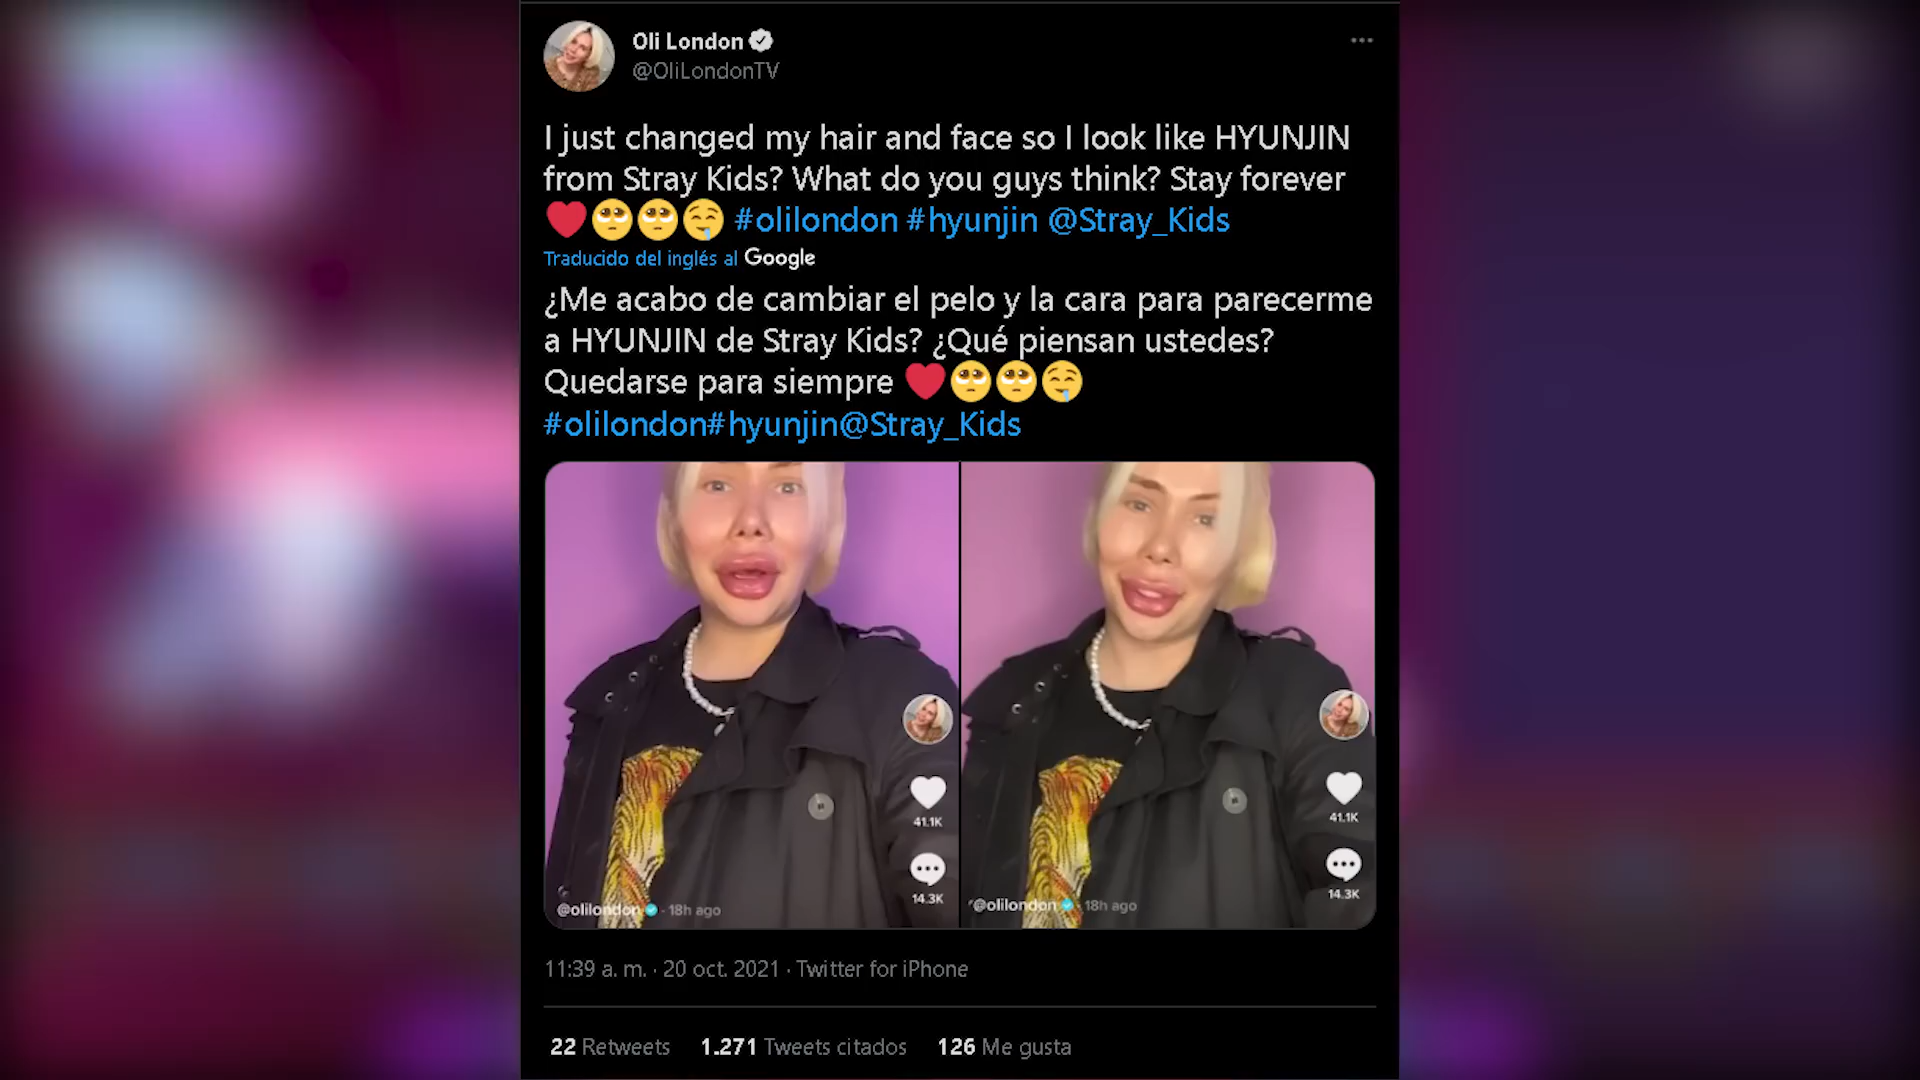 Oli London
@OliLondonTV
I just changed my hair and face so I look like HYUNJIN
from Stray Kids? What do you guys think? Stay forever
❤️🥺🥺🤤 #olilondon #hyunjin @Stray_Kids
Traducido del inglés al Google
¿Me acabo de cambiar el pelo y la cara para parecerme
a HYUNJIN de Stray Kids? ¿Qué piensan ustedes?
Quedarse para siempre ❤️🥺🥺🤤
#olilondon#hyunjin@Stray_Kids
41.1K
14.3K
@olilondon · 18h ago
41.1K
14.3K
@olilondon · 18h ago
11:39 a. m. · 20 oct. 2021 · Twitter for iPhone
22 Retweets 1.271 Tweets citados 126 Me gusta